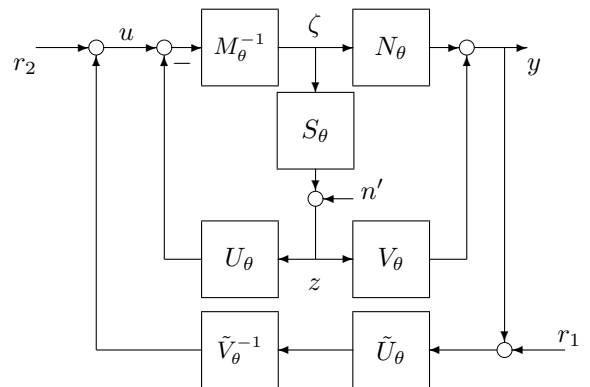 u ζ
M_θ^{-1} N_θ
r_2 − y
S_θ
n′
U_θ V_θ
z
r_1
Ṽ_θ^{-1} Ũ_θ